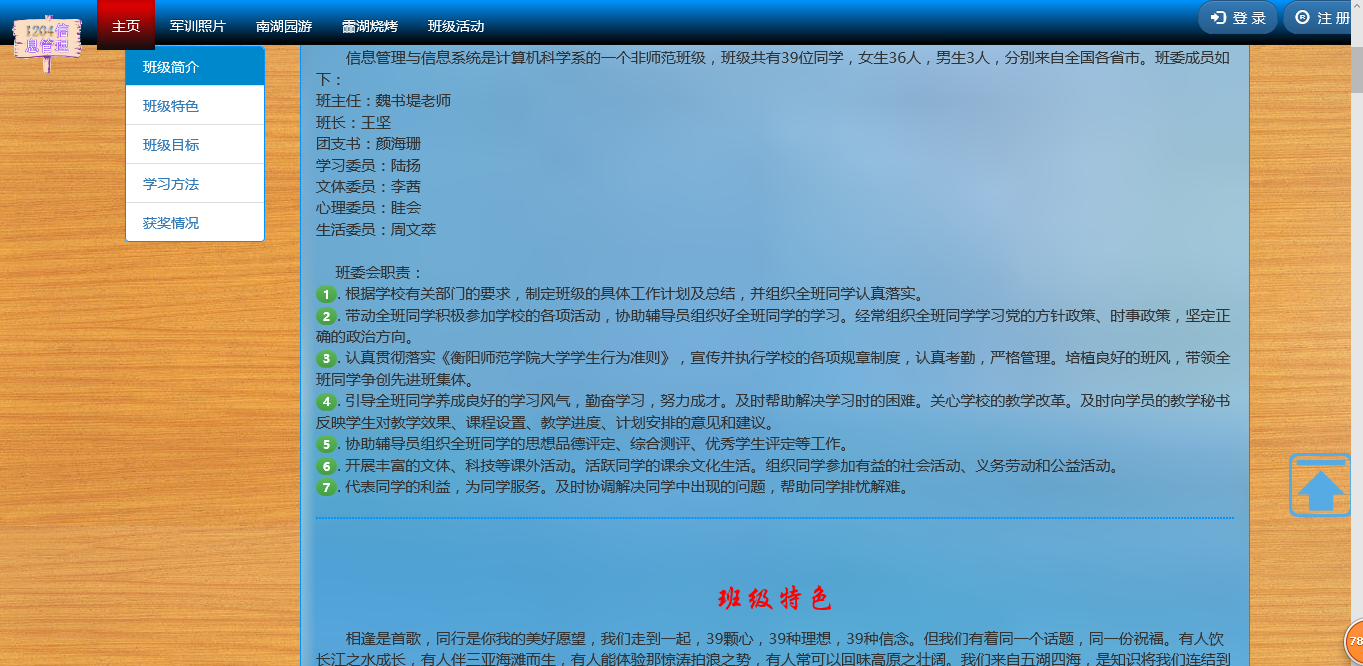 1204信
息管理
主页
军训照片
南湖园游
雷湖烧烤
班级活动
登 录
注 册
班级简介
班级特色
班级目标
学习方法
获奖情况
信息管理与信息系统是计算机科学系的一个非师范班级，班级共有39位同学，女生36人，男生3人，分别来自全国各省市。班委成员如
下：
班主任：魏书堤老师
班长：王坚
团支书：颜海珊
学习委员：陆扬
文体委员：李茜
心理委员：眭会
生活委员：周文萃
班委会职责：
1. 根据学校有关部门的要求，制定班级的具体工作计划及总结，并组织全班同学认真落实。
2. 带动全班同学积极参加学校的各项活动，协助辅导员组织好全班同学的学习。经常组织全班同学学习党的方针政策、时事政策，坚定正
确的政治方向。
3. 认真贯彻落实《衡阳师范学院大学学生行为准则》，宣传并执行学校的各项规章制度，认真考勤，严格管理。培植良好的班风，带领全
班同学争创先进班集体。
4. 引导全班同学养成良好的学习风气，勤奋学习，努力成才。及时帮助解决学习时的困难。关心学校的教学改革。及时向学员的教学秘书
反映学生对教学效果、课程设置、教学进度、计划安排的意见和建议。
5. 协助辅导员组织全班同学的思想品德评定、综合测评、优秀学生评定等工作。
6. 开展丰富的文体、科技等课外活动。活跃同学的课余文化生活。组织同学参加有益的社会活动、义务劳动和公益活动。
7. 代表同学的利益，为同学服务。及时协调解决同学中出现的问题，帮助同学排忧解难。
班级特色
相逢是首歌，同行是你我的美好愿望，我们走到一起，39颗心，39种理想，39种信念。但我们有着同一个话题，同一份祝福。有人饮
长江之水成长，有人伴三亚海滩而生，有人能体验那惊涛拍浪之势，有人常可以回味高原之壮阔。我们来自五湖四海，是知识将我们连结到
78